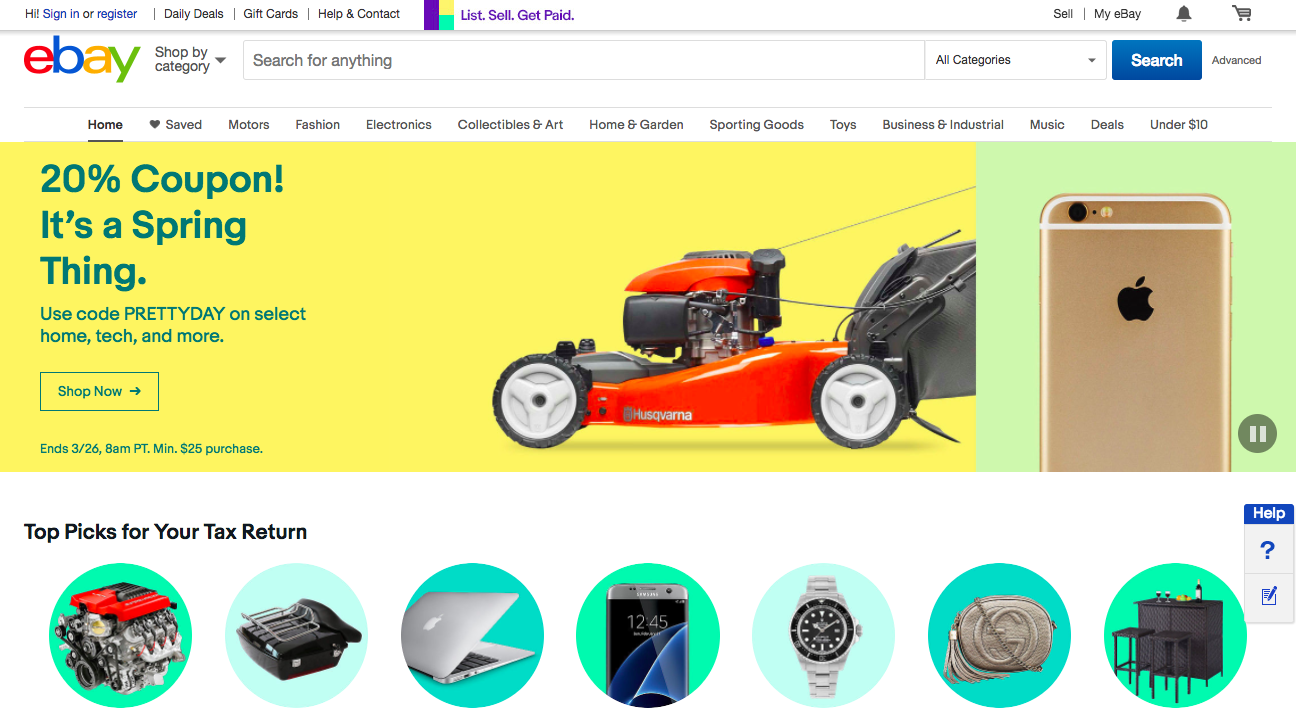 Hi! Sign in or register | Daily Deals | Gift Cards | Help & Contact
List. Sell. Get Paid.
Sell | My eBay
ebay
Shop by
category
Search for anything
All Categories
Search
Advanced
Home
Saved
Motors
Fashion
Electronics
Collectibles & Art
Home & Garden
Sporting Goods
Toys
Business & Industrial
Music
Deals
Under $10
20% Coupon!
It's a Spring
Thing.
Use code PRETTYDAY on select
home, tech, and more.
Shop Now →
Ends 3/26, 8am PT. Min. $25 purchase.
Husqvarna
Top Picks for Your Tax Return
Help
?
SAMSUNG
12:45